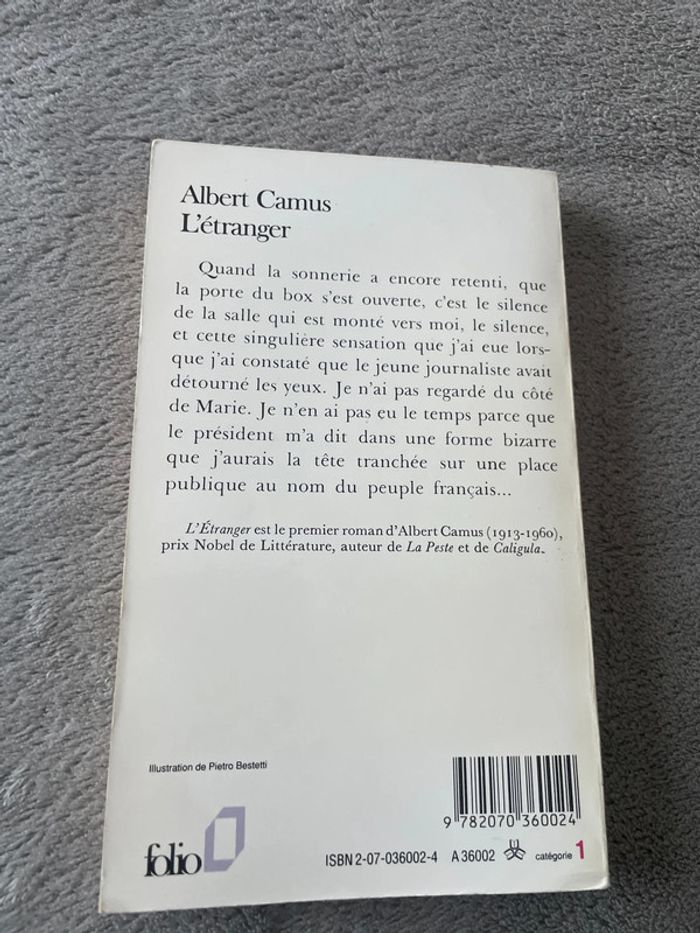 Albert Camus
L'étranger
Quand la sonnerie a encore retenti, que
la porte du box s'est ouverte, c'est le silence
de la salle qui est monté vers moi, le silence,
et cette singulière sensation que j'ai eue lors-
que j'ai constaté que le jeune journaliste avait
détourné les yeux. Je n'ai pas regardé du côté
de Marie. Je n'en ai pas eu le temps parce que
le président m'a dit dans une forme bizarre
que j'aurais la tête tranchée sur une place
publique au nom du peuple français...
L'Étranger est le premier roman d'Albert Camus (1913-1960),
prix Nobel de Littérature, auteur de La Peste et de Caligula.
Illustration de Pietro Bestetti
9 782070 360024
folio
ISBN 2-07-036002-4 A 36002 catégorie 1